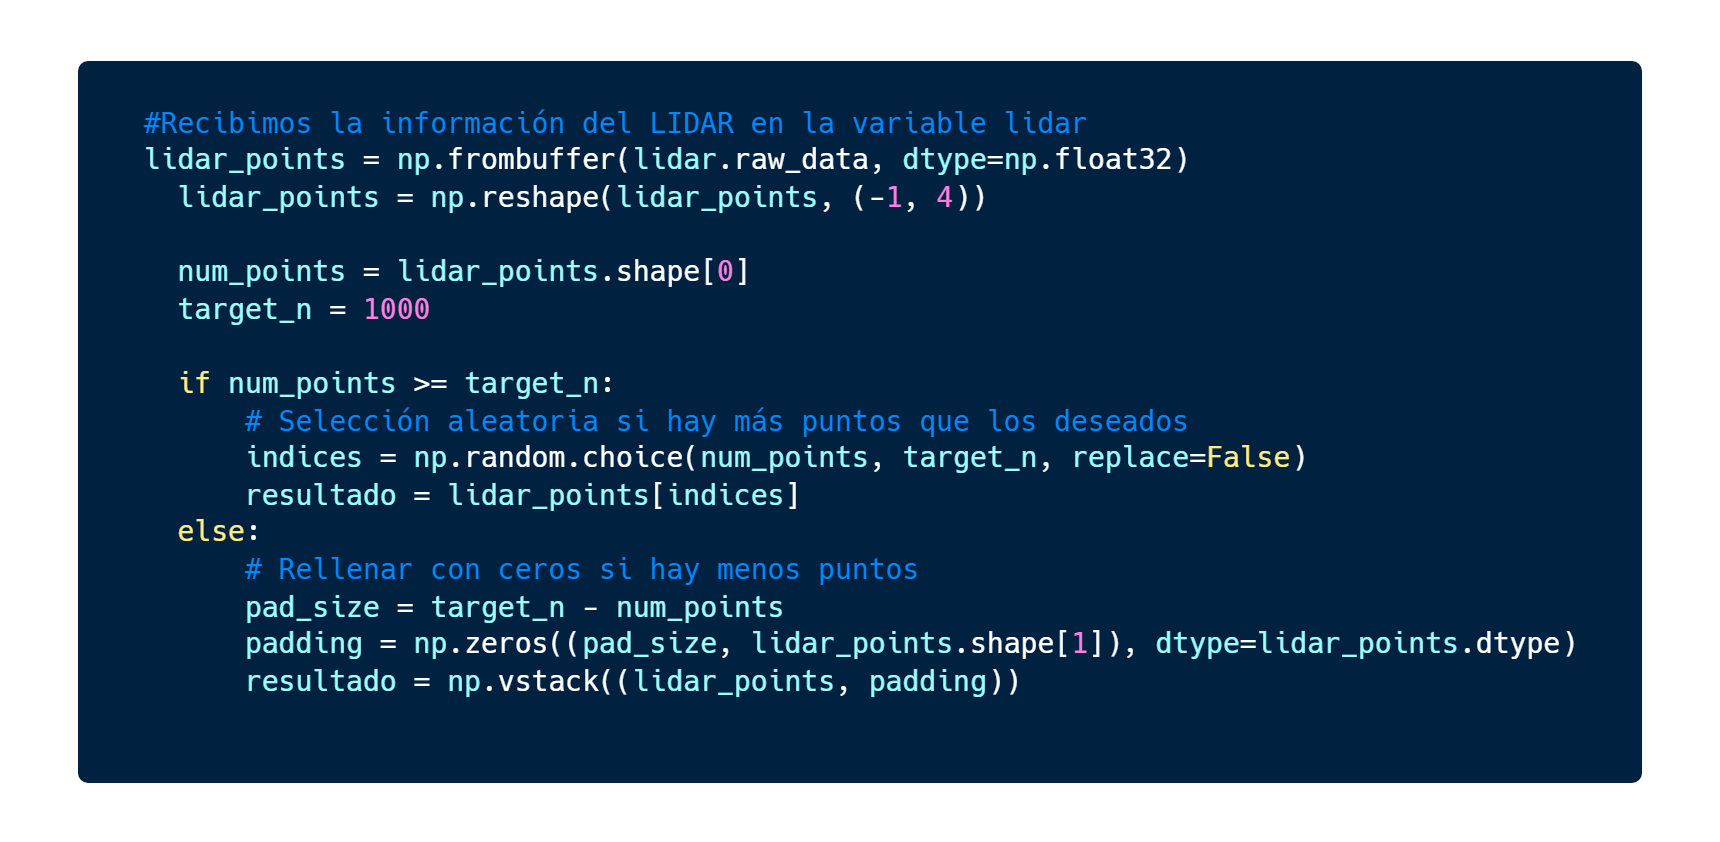 #Recibimos la información del LIDAR en la variable lidar
lidar_points = np.frombuffer(lidar.raw_data, dtype=np.float32)
  lidar_points = np.reshape(lidar_points, (-1, 4))

  num_points = lidar_points.shape[0]
  target_n = 1000

  if num_points >= target_n:
      # Selección aleatoria si hay más puntos que los deseados
      indices = np.random.choice(num_points, target_n, replace=False)
      resultado = lidar_points[indices]
  else:
      # Rellenar con ceros si hay menos puntos
      pad_size = target_n - num_points
      padding = np.zeros((pad_size, lidar_points.shape[1]), dtype=lidar_points.dtype)
      resultado = np.vstack((lidar_points, padding))